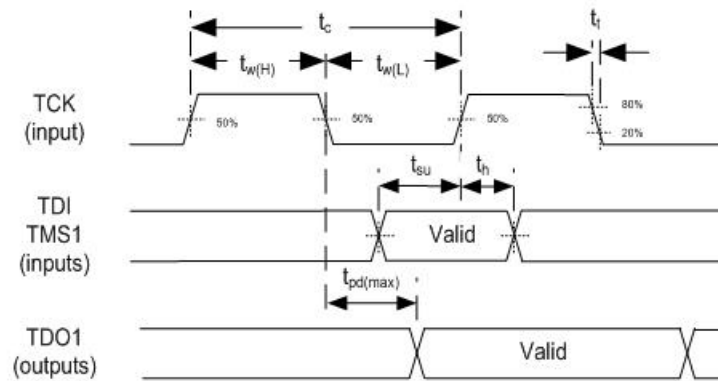 tc
tw(H) tw(L) tf
TCK
(input)
50% 50% 50% 80%
20%
tsu th
TDI
TMS1
(inputs)
Valid
tpd(max)
TDO1
(outputs)
Valid